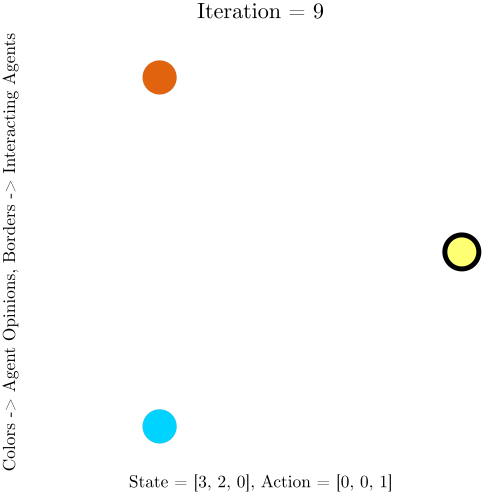 Iteration = 9
Colors -> Agent Opinions, Borders -> Interacting Agents
State = [3, 2, 0], Action = [0, 0, 1]